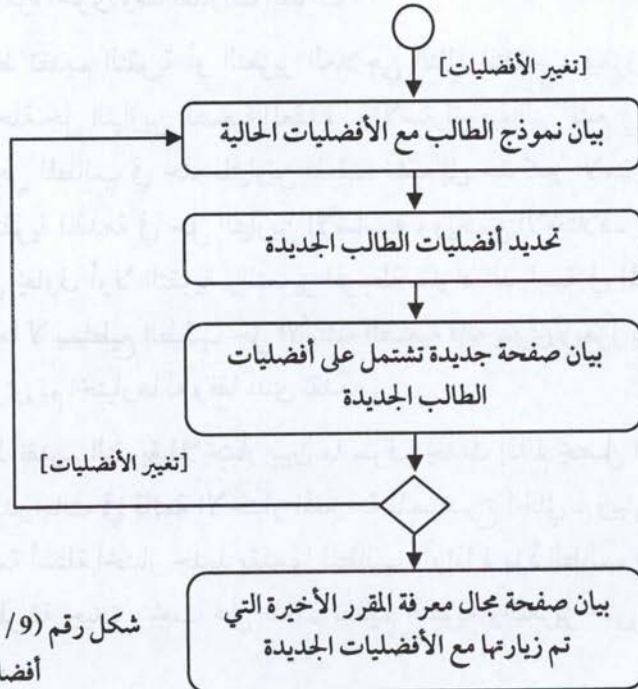 [تغيير الأفضليات]
بيان نموذج الطالب مع الأفضليات الحالية
تحديد أفضليات الطالب الجديدة
بيان صفحة جديدة تشتمل على أفضليات
الطالب الجديدة
[تغيير الأفضليات]
بيان صفحة مجال معرفة المقرر الأخيرة التي
تم زيارتها مع الأفضليات الجديدة
شكل رقم (9/